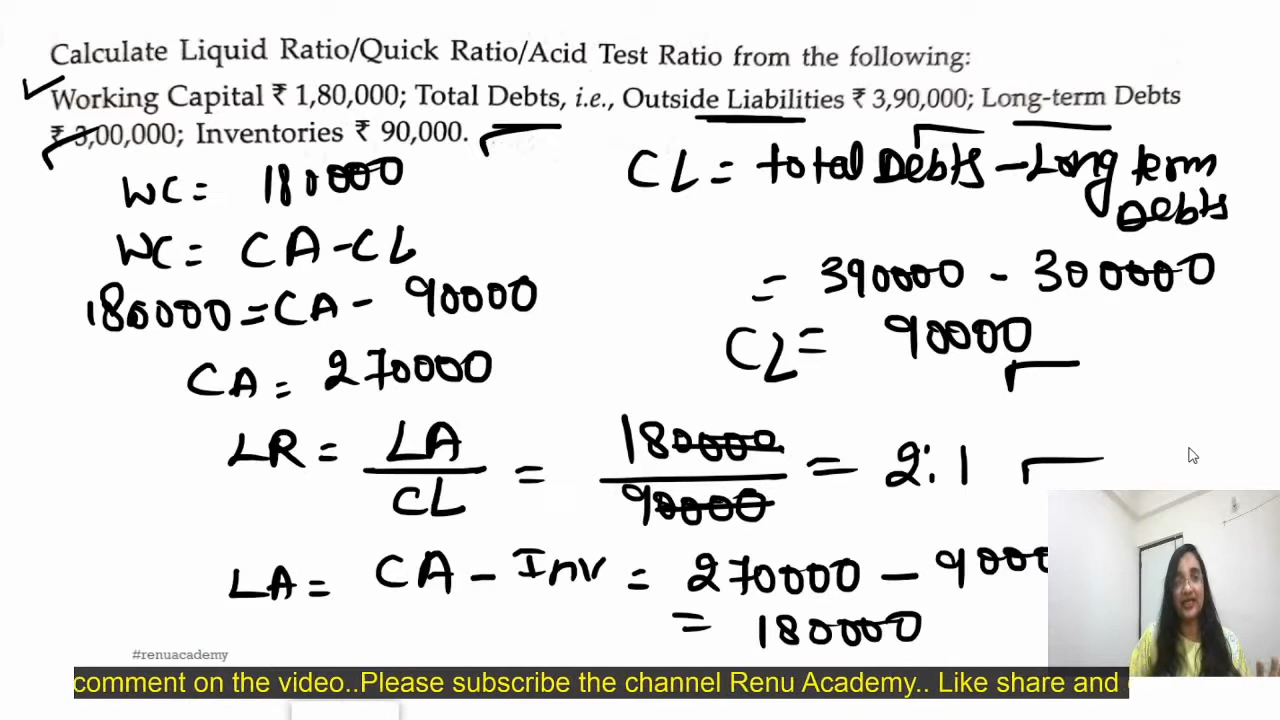 Calculate Liquid Ratio/Quick Ratio/Acid Test Ratio from the following:
Working Capital ₹ 1,80,000; Total Debts, i.e., Outside Liabilities ₹ 3,90,000; Long-term Debts
₹ 3,00,000; Inventories ₹ 90,000.
WC = 180000
WC = CA - CL
180000 = CA - 90000
CA = 270000
CL = total Debts - Long term
Debts
= 390000 - 300000
CL = 90000
LR = LA / CL = 180000 / 90000 = 2:1
LA = CA - Inv = 270000 - 9000
= 180000
#renuacademy
comment on the video..Please subscribe the channel Renu Academy.. Like share and